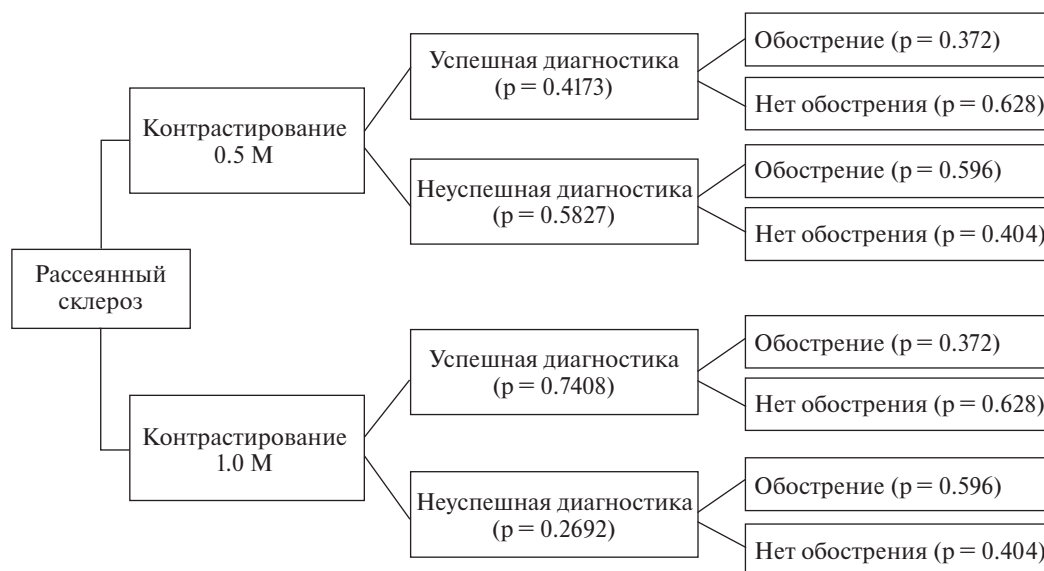 Рассеянный
склероз
Контрастирование
0.5 М
Успешная диагностика
(p = 0.4173)
Обострение (p = 0.372)
Нет обострения (p = 0.628)
Неуспешная диагностика
(p = 0.5827)
Обострение (p = 0.596)
Нет обострения (p = 0.404)
Контрастирование
1.0 М
Успешная диагностика
(p = 0.7408)
Обострение (p = 0.372)
Нет обострения (p = 0.628)
Неуспешная диагностика
(p = 0.2692)
Обострение (p = 0.596)
Нет обострения (p = 0.404)